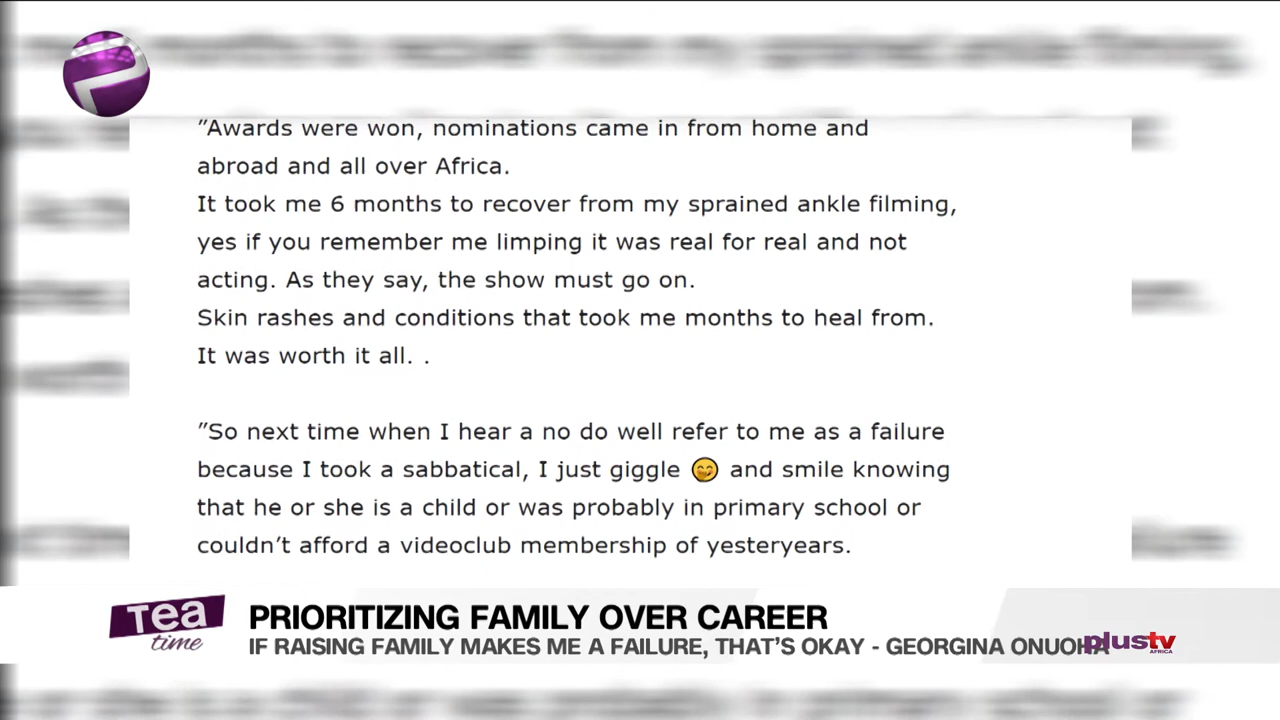 ”Awards were won, nominations came in from home and
abroad and all over Africa.
It took me 6 months to recover from my sprained ankle filming,
yes if you remember me limping it was real for real and not
acting. As they say, the show must go on.
Skin rashes and conditions that took me months to heal from.
It was worth it all. .
”So next time when I hear a no do well refer to me as a failure
because I took a sabbatical, I just giggle 🤭 and smile knowing
that he or she is a child or was probably in primary school or
couldn’t afford a videoclub membership of yesteryears.
Tea
time
PRIORITIZING FAMILY OVER CAREER
IF RAISING FAMILY MAKES ME A FAILURE, THAT’S OKAY - GEORGINA ONUOHA
plustv
AFRICA